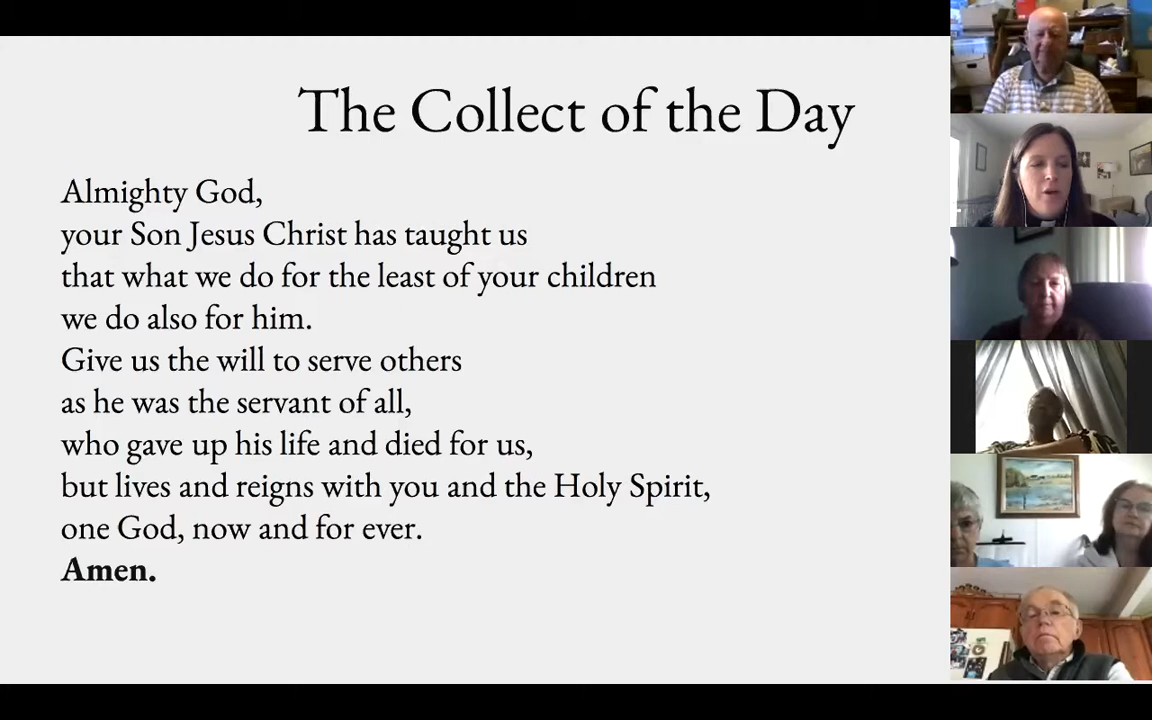 The Collect of the Day
Almighty God,
your Son Jesus Christ has taught us
that what we do for the least of your children
we do also for him.
Give us the will to serve others
as he was the servant of all,
who gave up his life and died for us,
but lives and reigns with you and the Holy Spirit,
one God, now and for ever.
Amen.